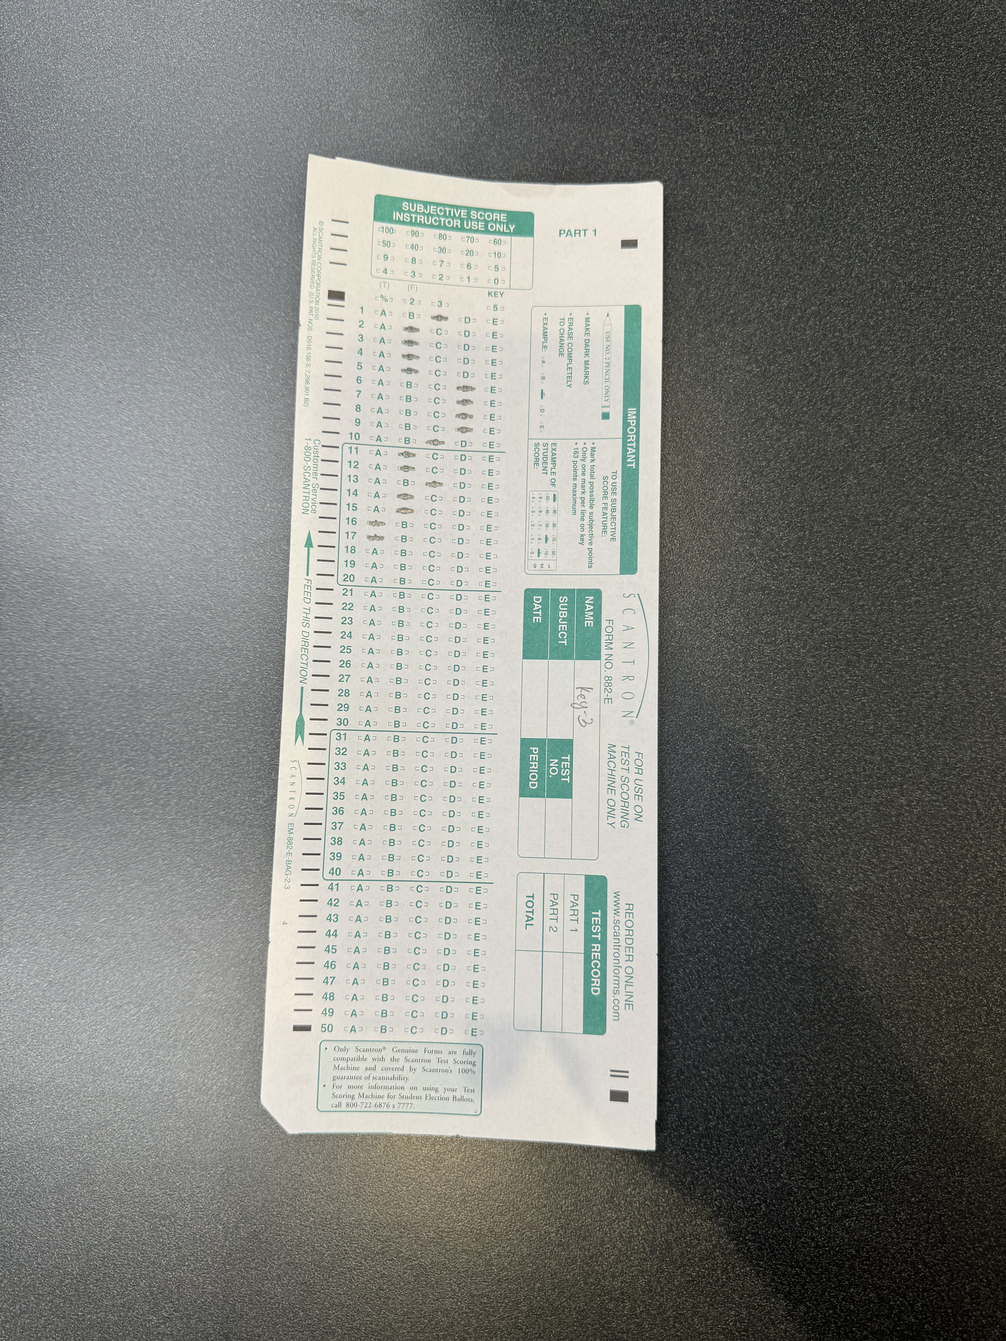 SUBJECTIVE SCORE
INSTRUCTOR USE ONLY
100 90 80 70 60
50 40 30 20 10
9 8 7 6 5
4 3 2 1 0
(T) (F) KEY
% 2 3 5
1 A B D E
2 A C D E
3 A C D E
4 A C D E
5 A C D E
6 A B C E
7 A B C E
8 A B C E
9 A B C E
10 A B D E
11 A C D E
12 A C D E
13 A B D E
14 A C D E
15 A C D E
16 B C D E
17 B C D E
18 A B C D E
19 A B C D E
20 A B C D E
21 A B C D E
22 A B C D E
23 A B C D E
24 A B C D E
25 A B C D E
26 A B C D E
27 A B C D E
28 A B C D E
29 A B C D E
30 A B C D E
31 A B C D E
32 A B C D E
33 A B C D E
34 A B C D E
35 A B C D E
36 A B C D E
37 A B C D E
38 A B C D E
39 A B C D E
40 A B C D E
41 A B C D E
42 A B C D E
43 A B C D E
44 A B C D E
45 A B C D E
46 A B C D E
47 A B C D E
48 A B C D E
49 A B C D E
50 A B C D E
• Only Scantron® Genuine Forms are fully
compatible with the Scantron Test Scoring
Machine and covered by Scantron's 100%
guarantee of scannability.
• For more information on using your Test
Scoring Machine for Student Election Ballots,
call 800-722-6876 x 7777.
PART 1
IMPORTANT
USE NO. 2 PENCIL ONLY
• MAKE DARK MARKS
• ERASE COMPLETELY
TO CHANGE
• EXAMPLE: A B D E
TO USE SUBJECTIVE
SCORE FEATURE:
• Mark total possible subjective points
• Only one mark per line on key
• 163 points maximum
EXAMPLE OF
STUDENT
SCORE:
SCANTRON®
FORM NO. 882-E
FOR USE ON
TEST SCORING
MACHINE ONLY
NAME key-3
SUBJECT
TEST
NO.
DATE
PERIOD
REORDER ONLINE
www.scantronforms.com
TEST RECORD
PART 1
PART 2
TOTAL
© SCANTRON CORPORATION 2010
ALL RIGHTS RESERVED.
Customer Service
1-800-SCANTRON
FEED THIS DIRECTION
SCANTRON EM-882-E-BAG-2:3
4